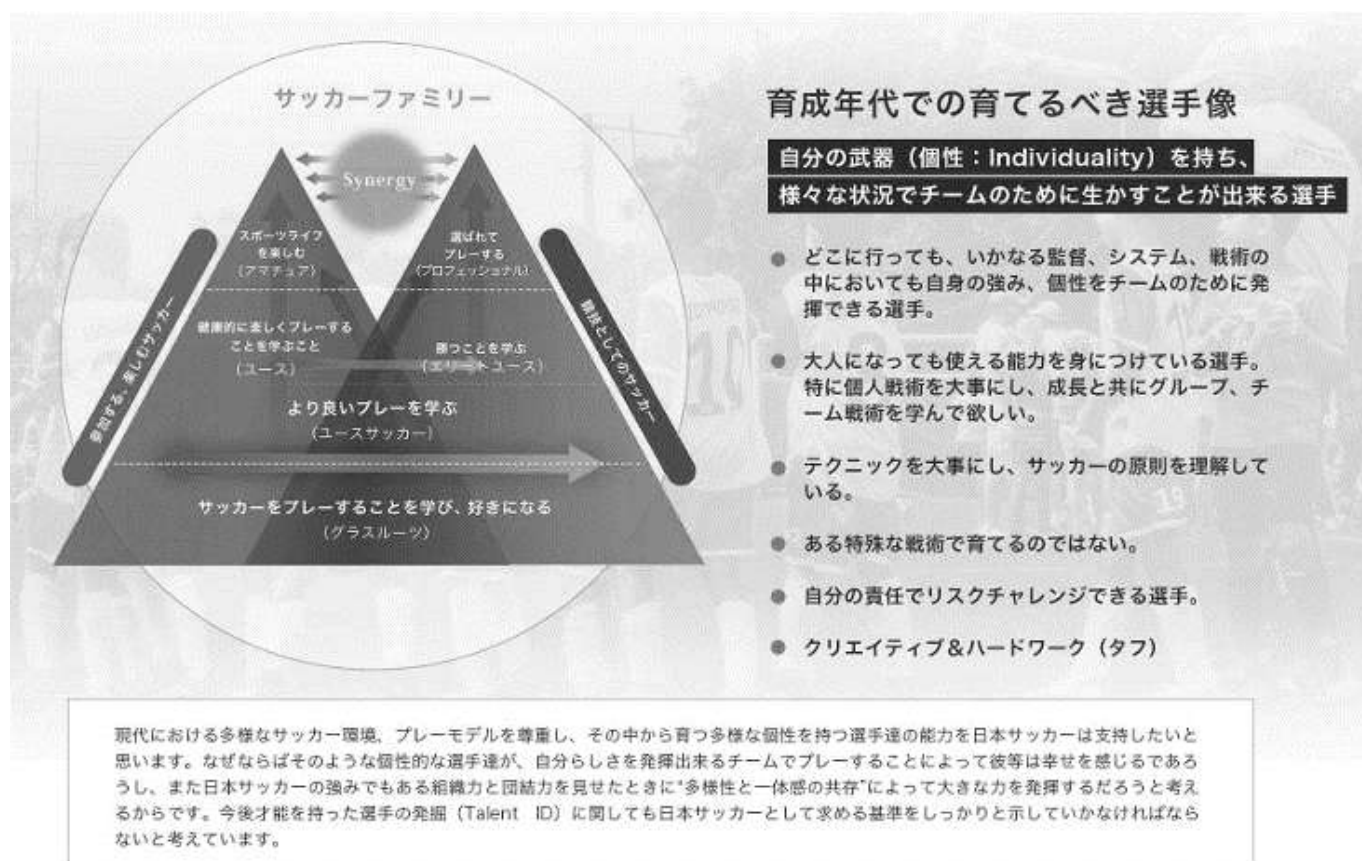 サッカーファミリー
Synergy
スポーツライフ
を楽しむ
(アマチュア)
選ばれて
プレーする
(プロフェッショナル)
参加する、楽しむサッカー
競技としてのサッカー
健康的に楽しくプレーする
ことを学ぶこと
(ユース)
勝つことを学ぶ
(エリートユース)
より良いプレーを学ぶ
(ユースサッカー)
サッカーをプレーすることを学び、好きになる
(グラスルーツ)
育成年代での育てるべき選手像
自分の武器（個性：Individuality）を持ち、
様々な状況でチームのために生かすことが出来る選手
● どこに行っても、いかなる監督、システム、戦術の
中においても自身の強み、個性をチームのために発
揮できる選手。
● 大人になっても使える能力を身につけている選手。
特に個人戦術を大事にし、成長と共にグループ、チ
ーム戦術を学んで欲しい。
● テクニックを大事にし、サッカーの原則を理解して
いる。
● ある特殊な戦術で育てるのではない。
● 自分の責任でリスクチャレンジできる選手。
● クリエイティブ＆ハードワーク（タフ）
現代における多様なサッカー環境、プレーモデルを尊重し、その中から育つ多様な個性を持つ選手達の能力を日本サッカーは支持したいと
思います。なぜならばそのような個性的な選手達が、自分らしさを発揮出来るチームでプレーすることによって彼等は幸せを感じるであろ
うし、また日本サッカーの強みでもある組織力と団結力を見せたときに“多様性と一体感の共存”によって大きな力を発揮するだろうと考え
るからです。今後才能を持った選手の発掘（Talent ID）に関しても日本サッカーとして求める基準をしっかりと示していかなければなら
ないと考えています。